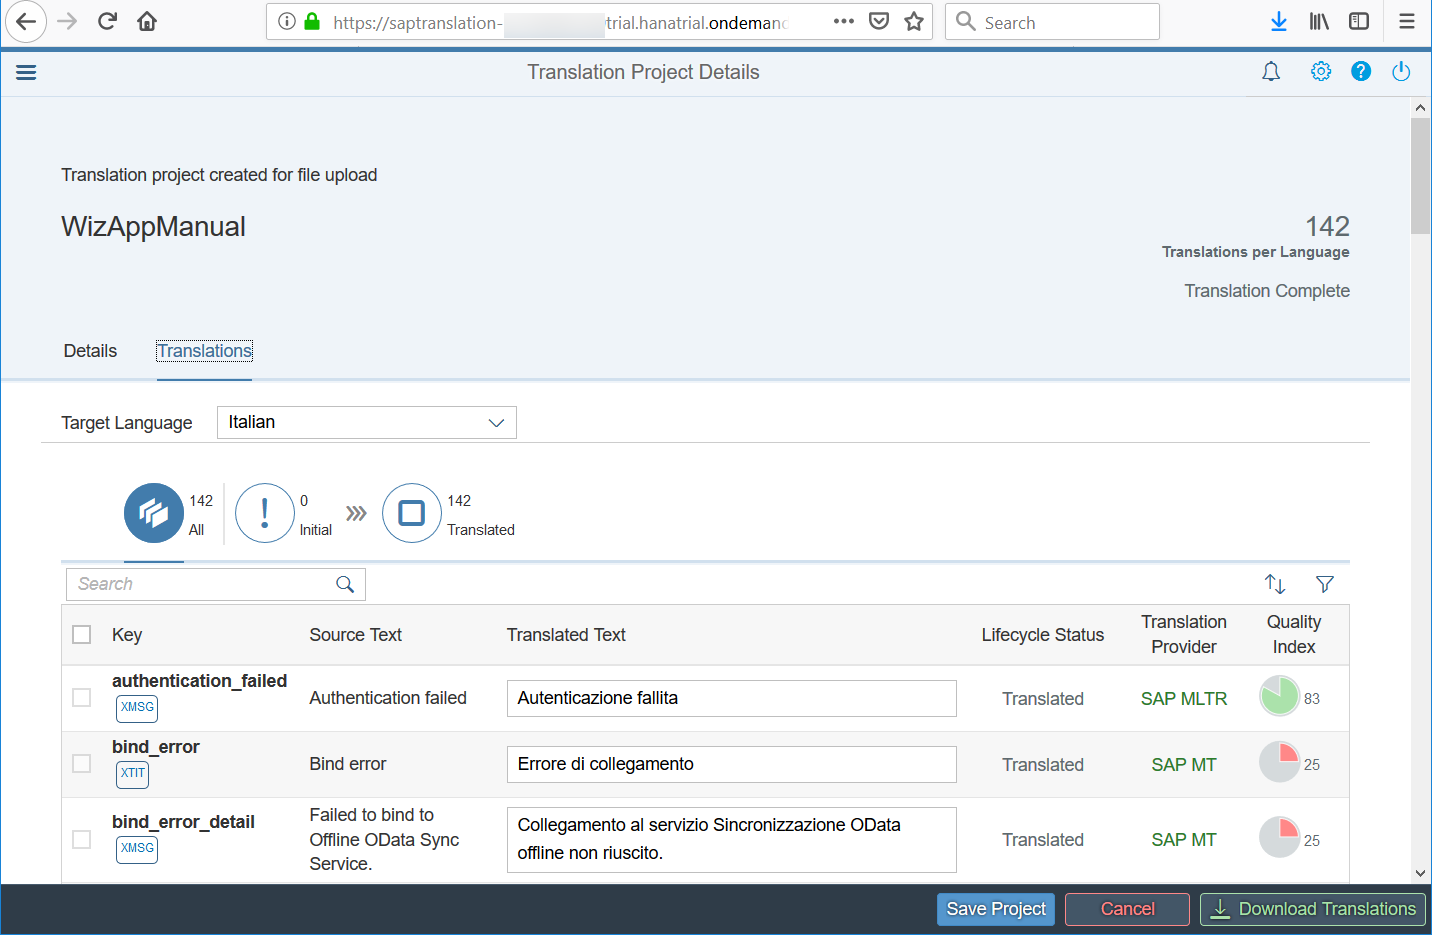 https://saptranslation-
trial.hanatrial.ondemand
Search
Translation Project Details
Translation project created for file upload
WizAppManual
142
Translations per Language
Translation Complete
Details
Translations
Target Language
Italian
142
All
0
Initial
142
Translated
Search
Key
Source Text
Translated Text
Lifecycle Status
Translation
Provider
Quality
Index
authentication_failed
XMSG
Authentication failed
Autenticazione fallita
Translated
SAP MLTR
83
bind_error
XTIT
Bind error
Errore di collegamento
Translated
SAP MT
25
bind_error_detail
XMSG
Failed to bind to
Offline OData Sync
Service.
Collegamento al servizio Sincronizzazione OData
offline non riuscito.
Translated
SAP MT
25
Save Project
Cancel
Download Translations